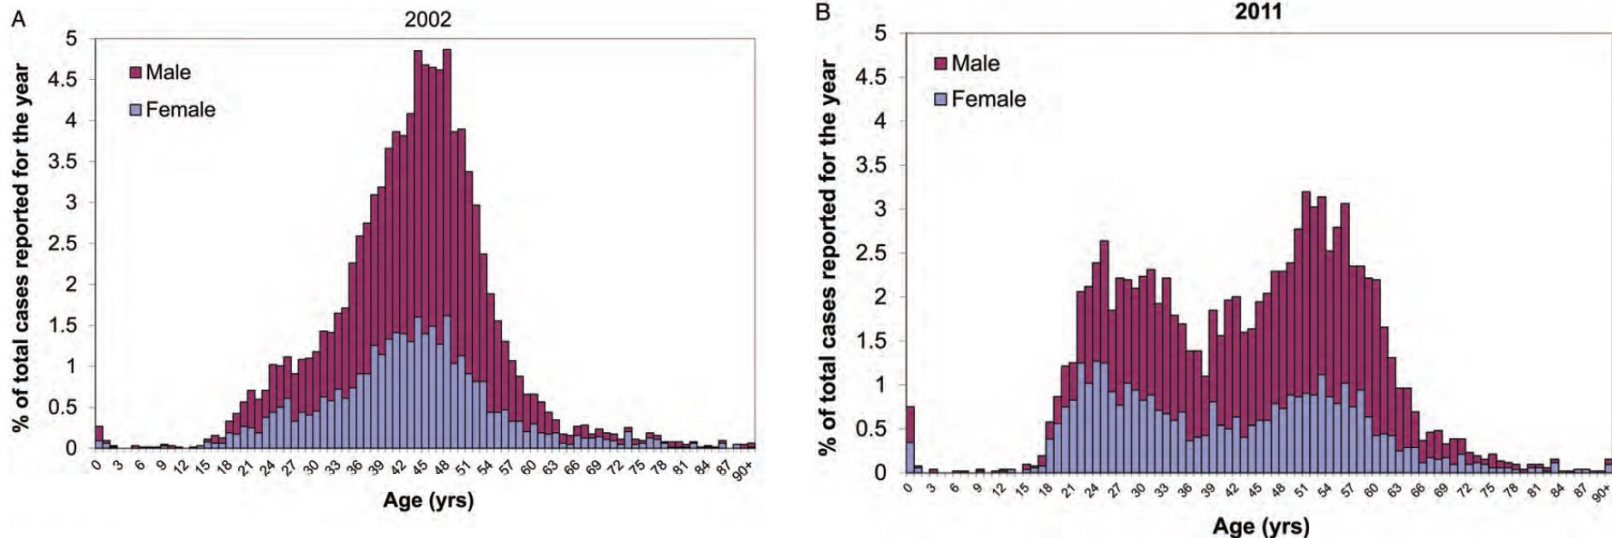 A
2002
5
4.5
4
3.5
3
2.5
2
1.5
1
0.5
0
% of total cases reported for the year
Male
Female
0 3 6 9 12 15 18 21 24 27 30 33 36 39 42 45 48 51 54 57 60 63 66 69 72 75 78 81 84 87 90+
Age (yrs)
B
2011
5
4.5
4
3.5
3
2.5
2
1.5
1
0.5
0
% of total cases reported for the year
Male
Female
0 3 6 9 12 15 18 21 24 27 30 33 36 39 42 45 48 51 54 57 60 63 66 69 72 75 78 81 84 87 90+
Age (yrs)